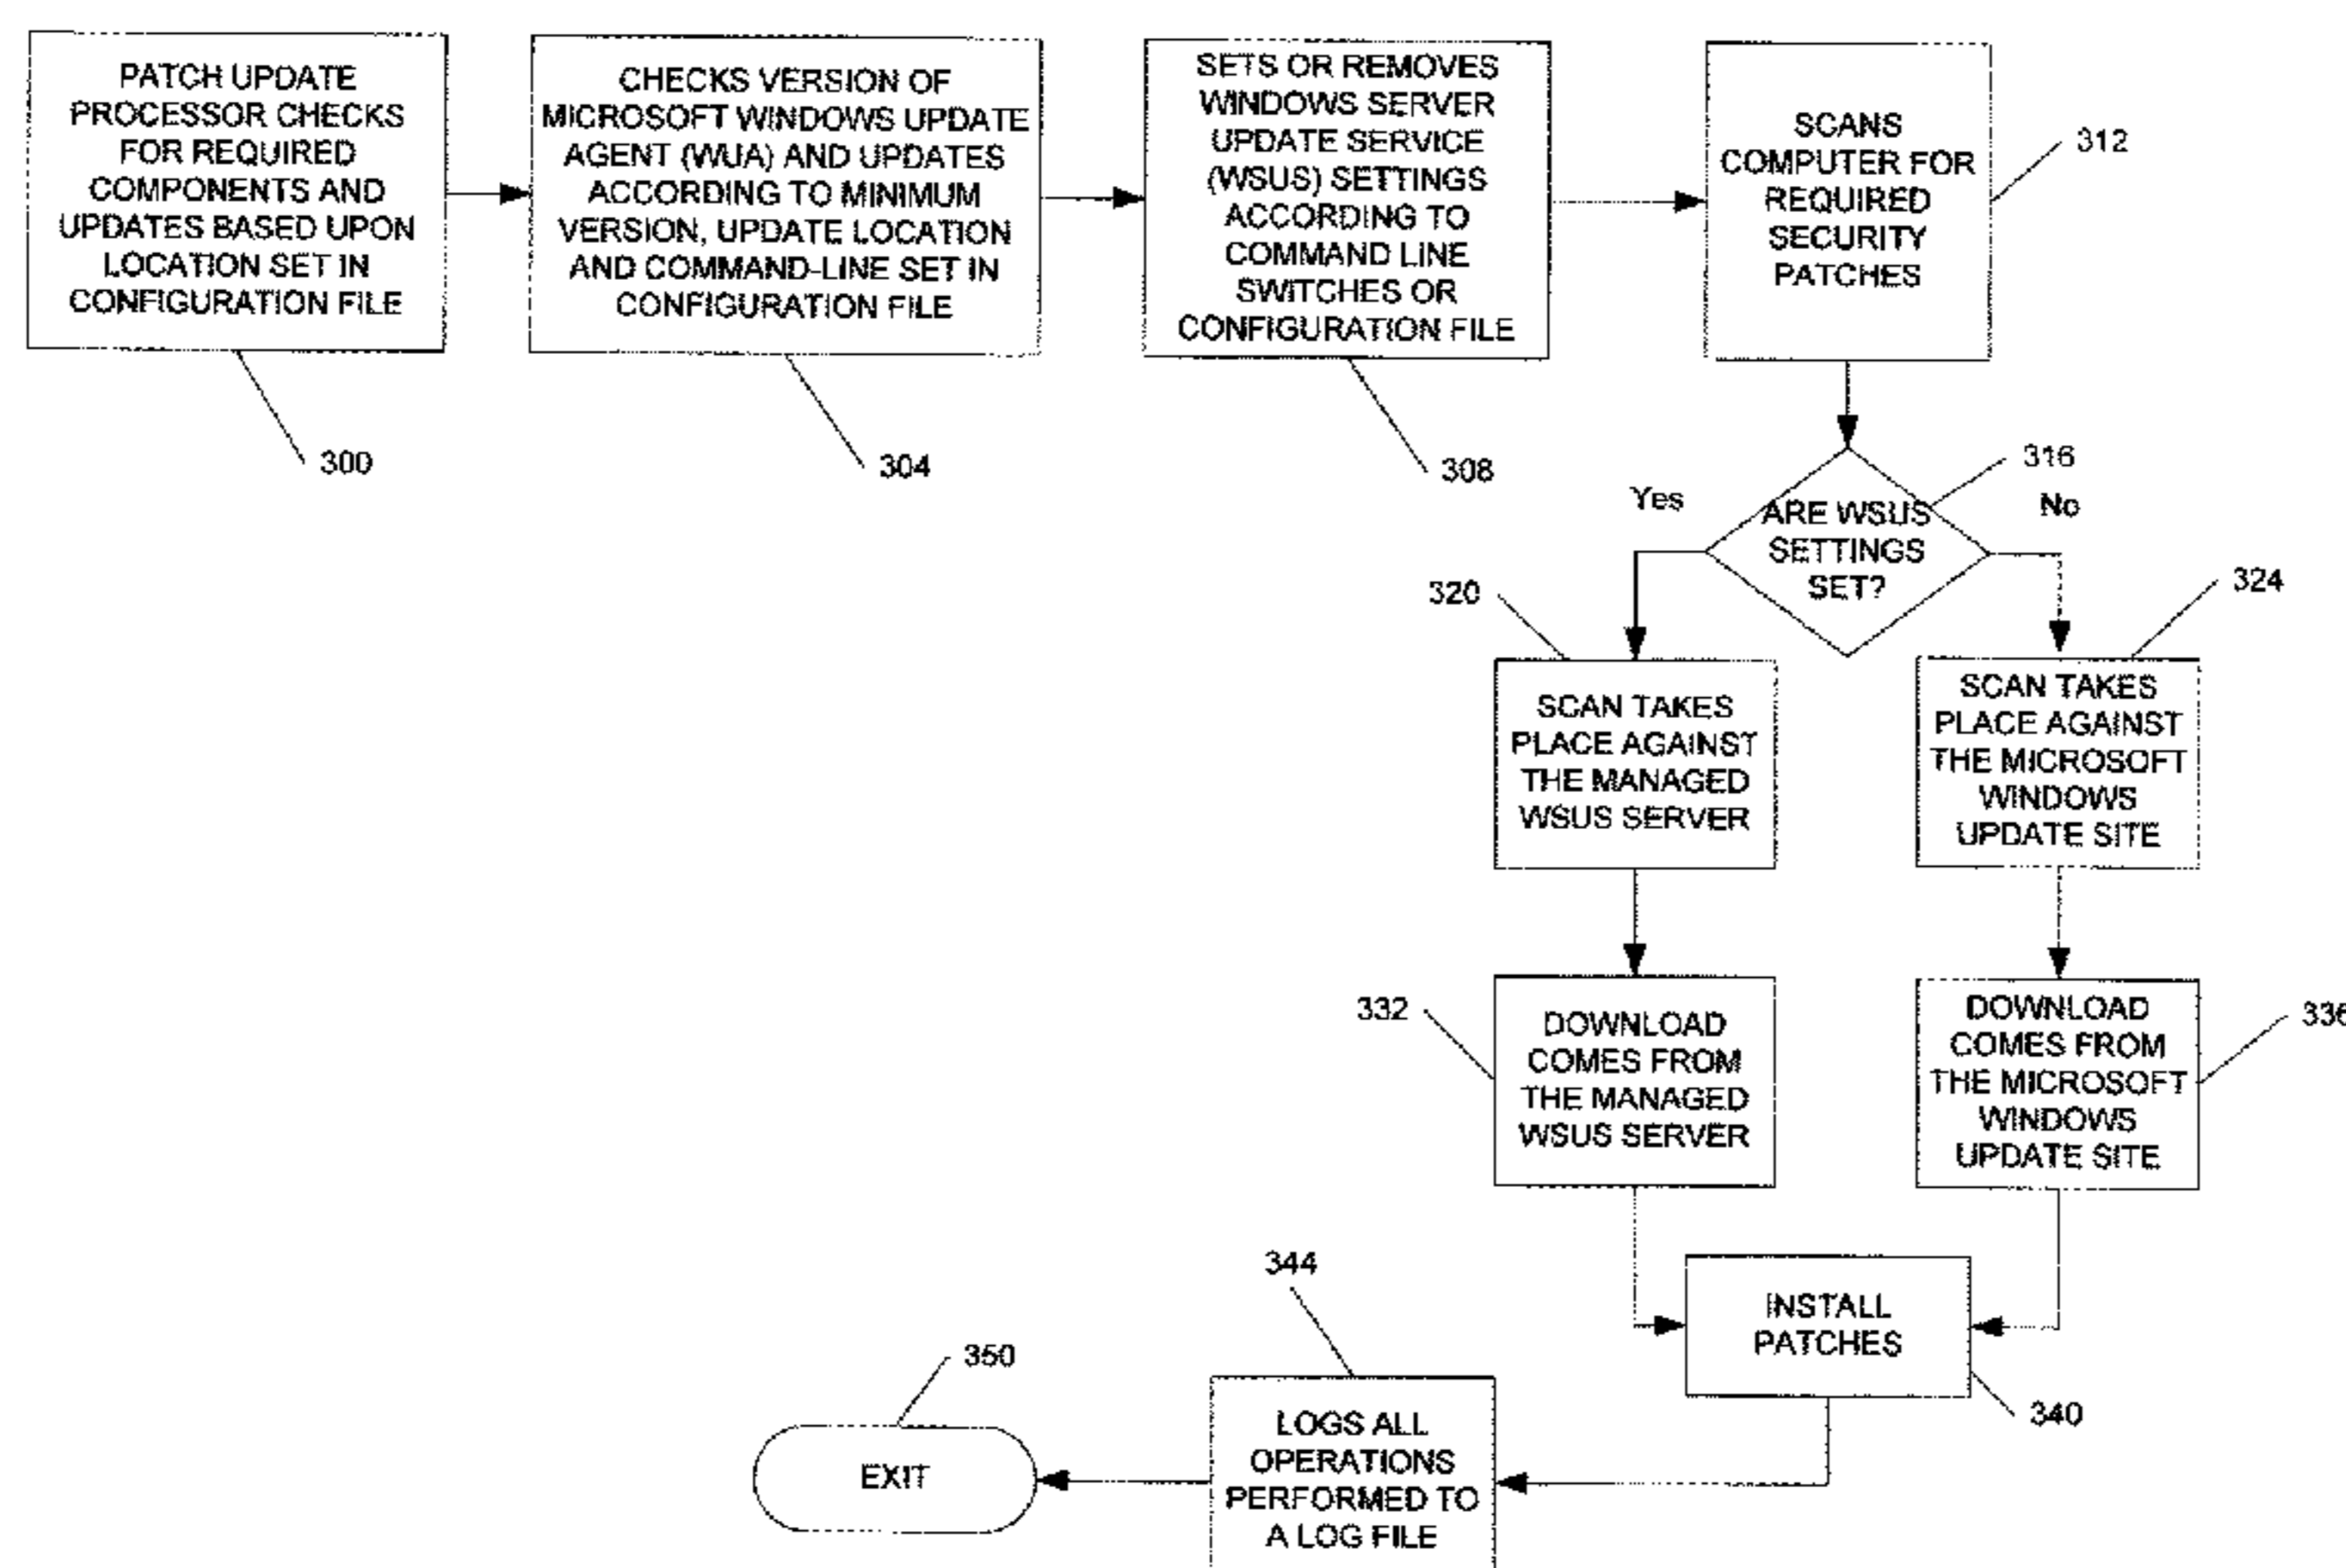 PATCH UPDATE
PROCESSOR CHECKS
FOR REQUIRED
COMPONENTS AND
UPDATES BASED UPON
LOCATION SET IN
CONFIGURATION FILE
300
CHECKS VERSION OF
MICROSOFT WINDOWS UPDATE
AGENT (WUA) AND UPDATES
ACCORDING TO MINIMUM
VERSION, UPDATE LOCATION
AND COMMAND-LINE SET IN
CONFIGURATION FILE
304
SETS OR REMOVES
WINDOWS SERVER
UPDATE SERVICE
(WSUS) SETTINGS
ACCORDING TO
COMMAND LINE
SWITCHES OR
CONFIGURATION FILE
308
SCANS
COMPUTER FOR
REQUIRED
SECURITY
PATCHES
312
316
Yes
No
ARE WSUS
SETTINGS
SET?
320
SCAN TAKES
PLACE AGAINST
THE MANAGED
WSUS SERVER
324
SCAN TAKES
PLACE AGAINST
THE MICROSOFT
WINDOWS
UPDATE SITE
332
DOWNLOAD
COMES FROM
THE MANAGED
WSUS SERVER
336
DOWNLOAD
COMES FROM
THE MICROSOFT
WINDOWS
UPDATE SITE
INSTALL
PATCHES
340
344
LOGS ALL
OPERATIONS
PERFORMED TO
A LOG FILE
350
EXIT